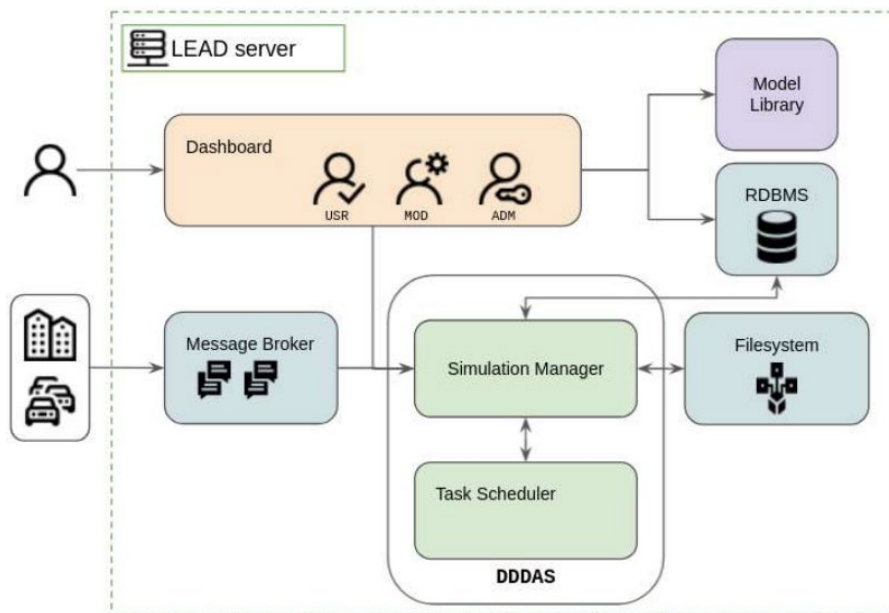 LEAD server
Model
Library
Dashboard
USR
MOD
ADM
RDBMS
Message Broker
Simulation Manager
Filesystem
Task Scheduler
DDDAS